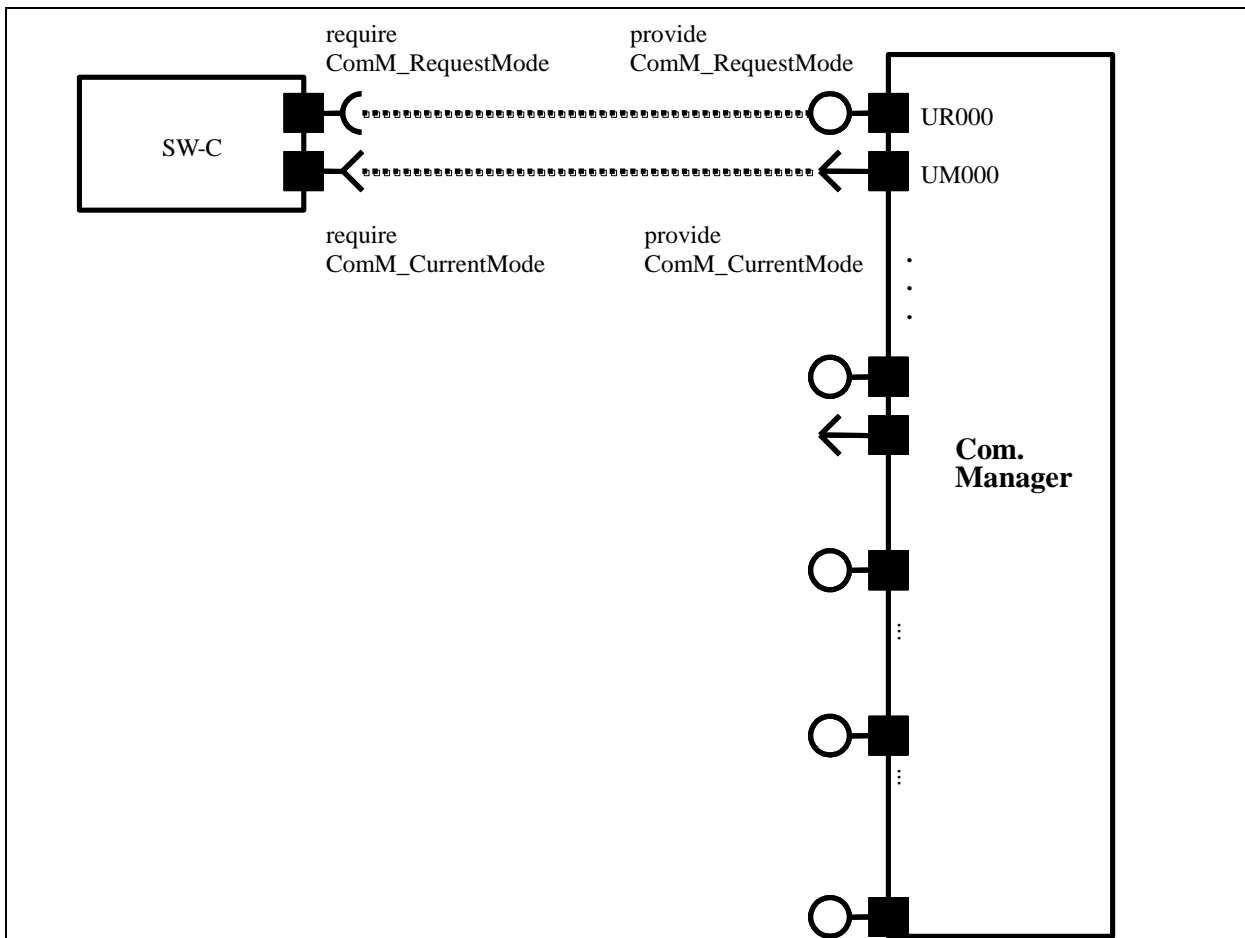 require
ComM_RequestMode
provide
ComM_RequestMode
SW-C
UR000
UM000
require
ComM_CurrentMode
provide
ComM_CurrentMode
.
.
.
Com.
Manager
...
...